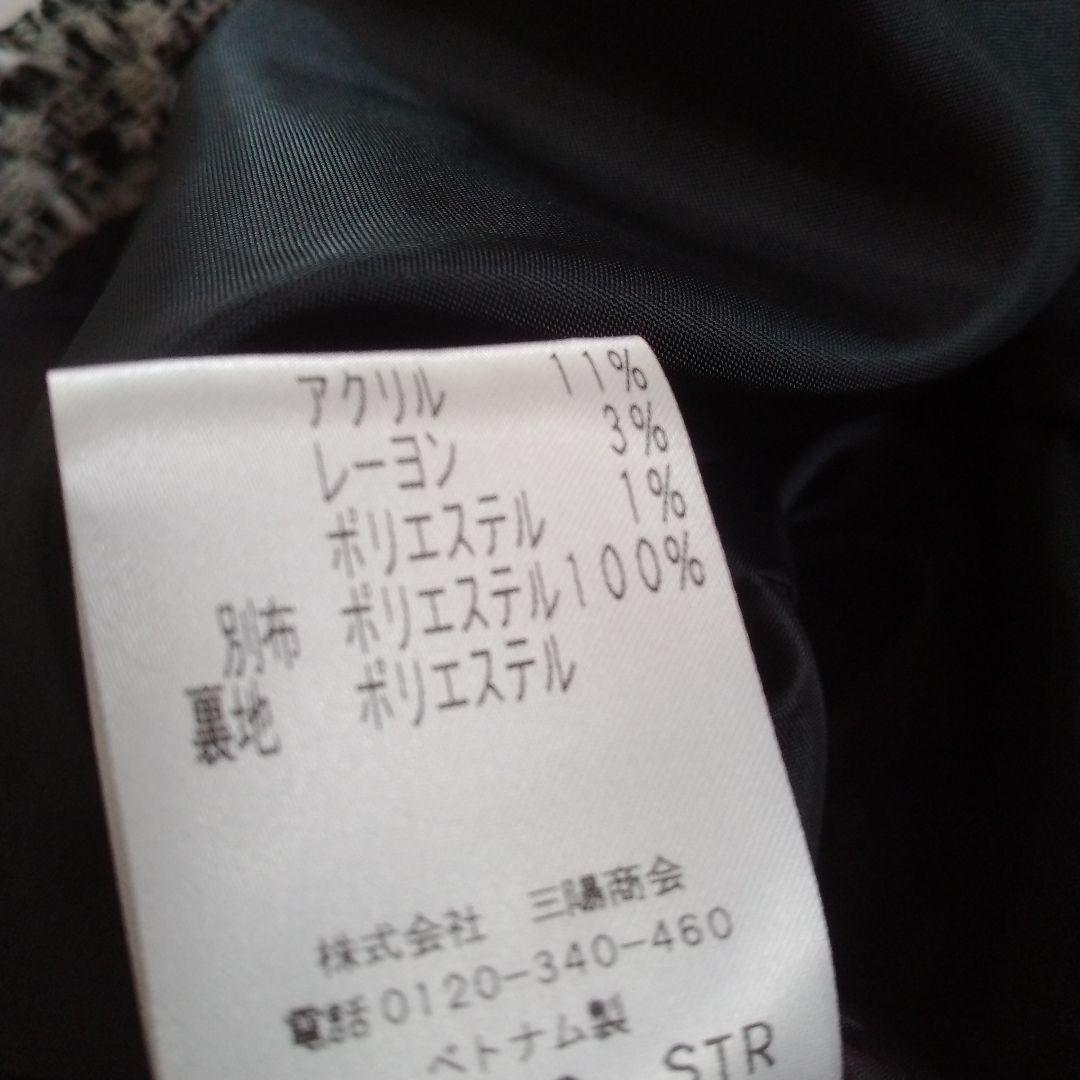 アクリル 11%
レーヨン 3%
ポリエステル 1%
別布 ポリエステル100%
裏地 ポリエステル
株式会社 三陽商会
電話0120-340-460
ベトナム製
STR